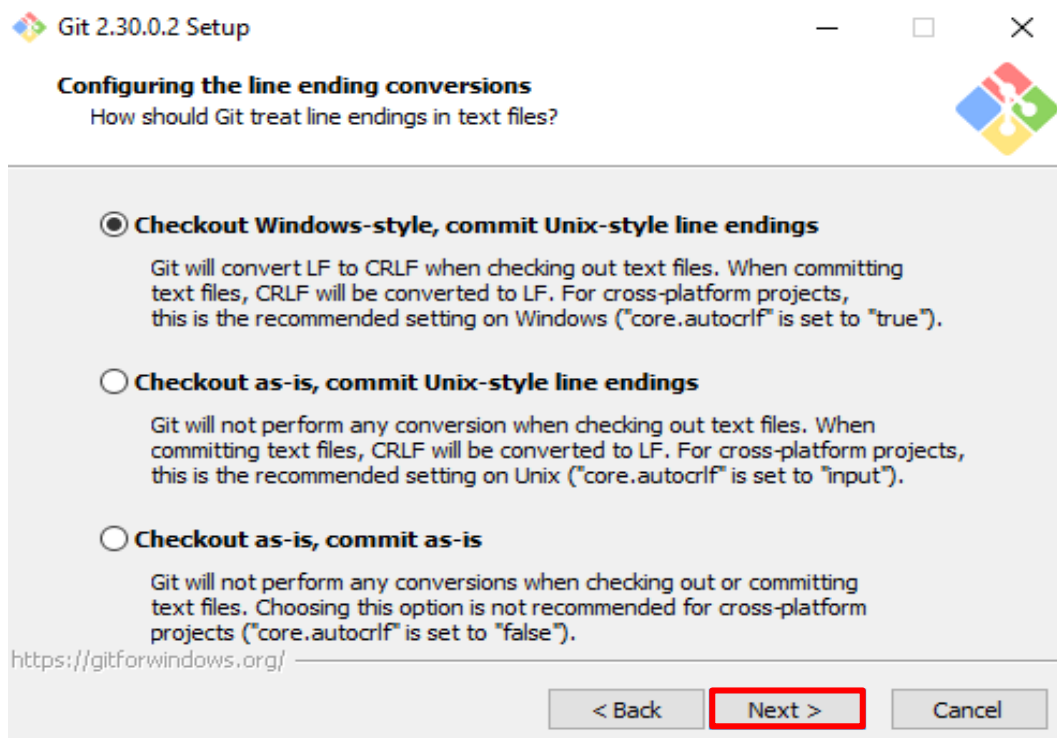 Git 2.30.0.2 Setup
Configuring the line ending conversions
How should Git treat line endings in text files?
Checkout Windows-style, commit Unix-style line endings
Git will convert LF to CRLF when checking out text files. When committing
text files, CRLF will be converted to LF. For cross-platform projects,
this is the recommended setting on Windows ("core.autocrlf" is set to "true").
Checkout as-is, commit Unix-style line endings
Git will not perform any conversion when checking out text files. When
committing text files, CRLF will be converted to LF. For cross-platform projects,
this is the recommended setting on Unix ("core.autocrlf" is set to "input").
Checkout as-is, commit as-is
Git will not perform any conversions when checking out or committing
text files. Choosing this option is not recommended for cross-platform
projects ("core.autocrlf" is set to "false").
https://gitforwindows.org/
< Back Next > Cancel